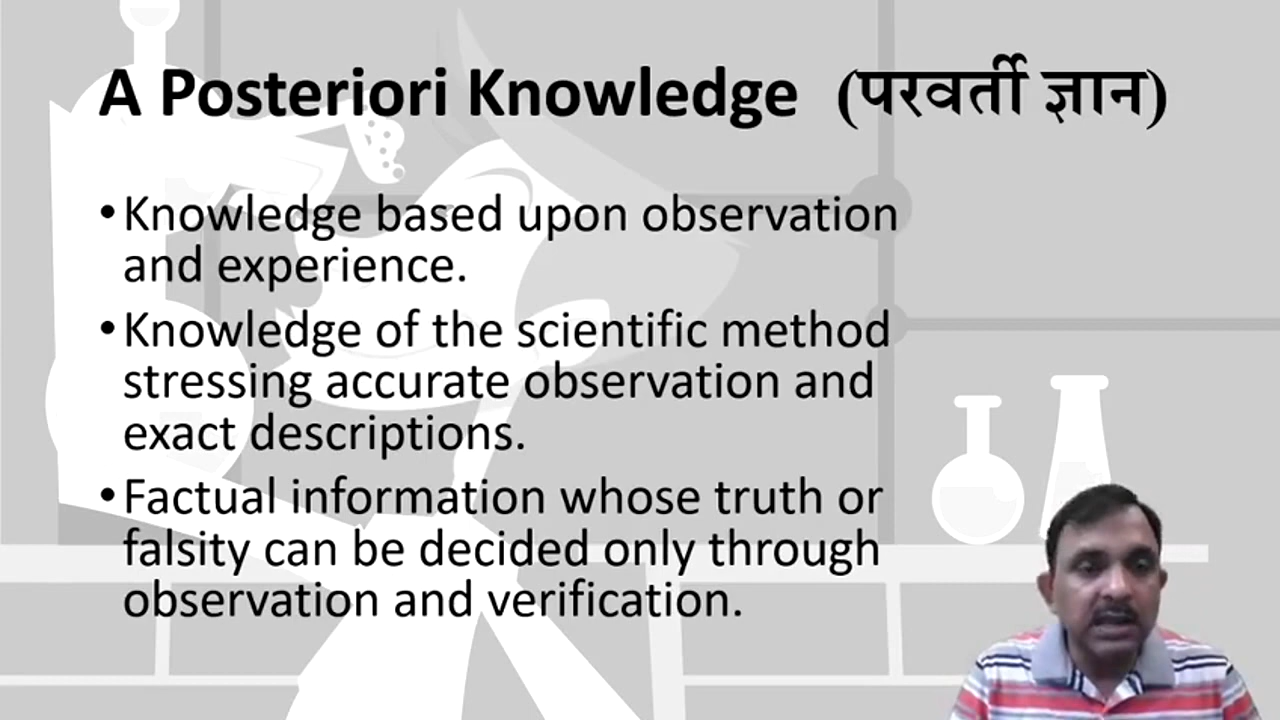 A Posteriori Knowledge (परवर्ती ज्ञान)
•Knowledge based upon observation
and experience.
•Knowledge of the scientific method
stressing accurate observation and
exact descriptions.
•Factual information whose truth or
falsity can be decided only through
observation and verification.